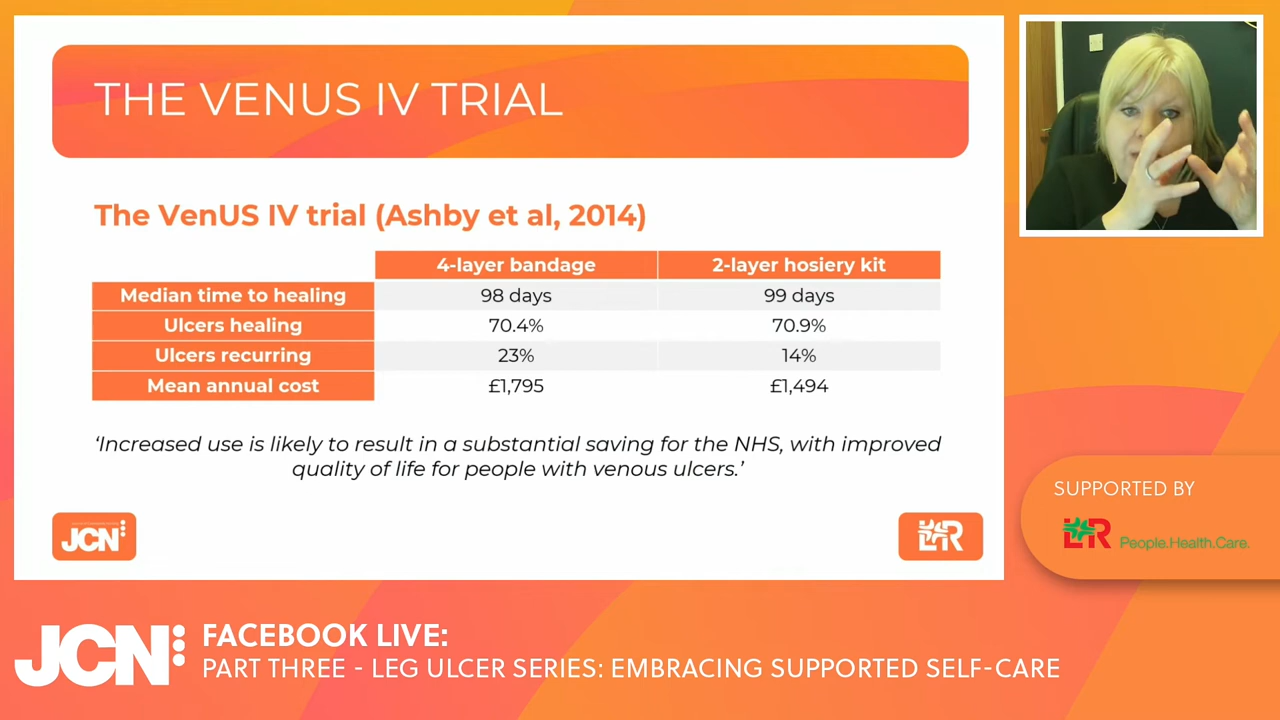 THE VENUS IV TRIAL
The VenUS IV trial (Ashby et al, 2014)
4-layer bandage 2-layer hosiery kit
Median time to healing 98 days 99 days
Ulcers healing 70.4% 70.9%
Ulcers recurring 23% 14%
Mean annual cost £1,795 £1,494
‘Increased use is likely to result in a substantial saving for the NHS, with improved
quality of life for people with venous ulcers.’
JCN
L&R
SUPPORTED BY
L&R People.Health.Care.
JCN
FACEBOOK LIVE:
PART THREE - LEG ULCER SERIES: EMBRACING SUPPORTED SELF-CARE